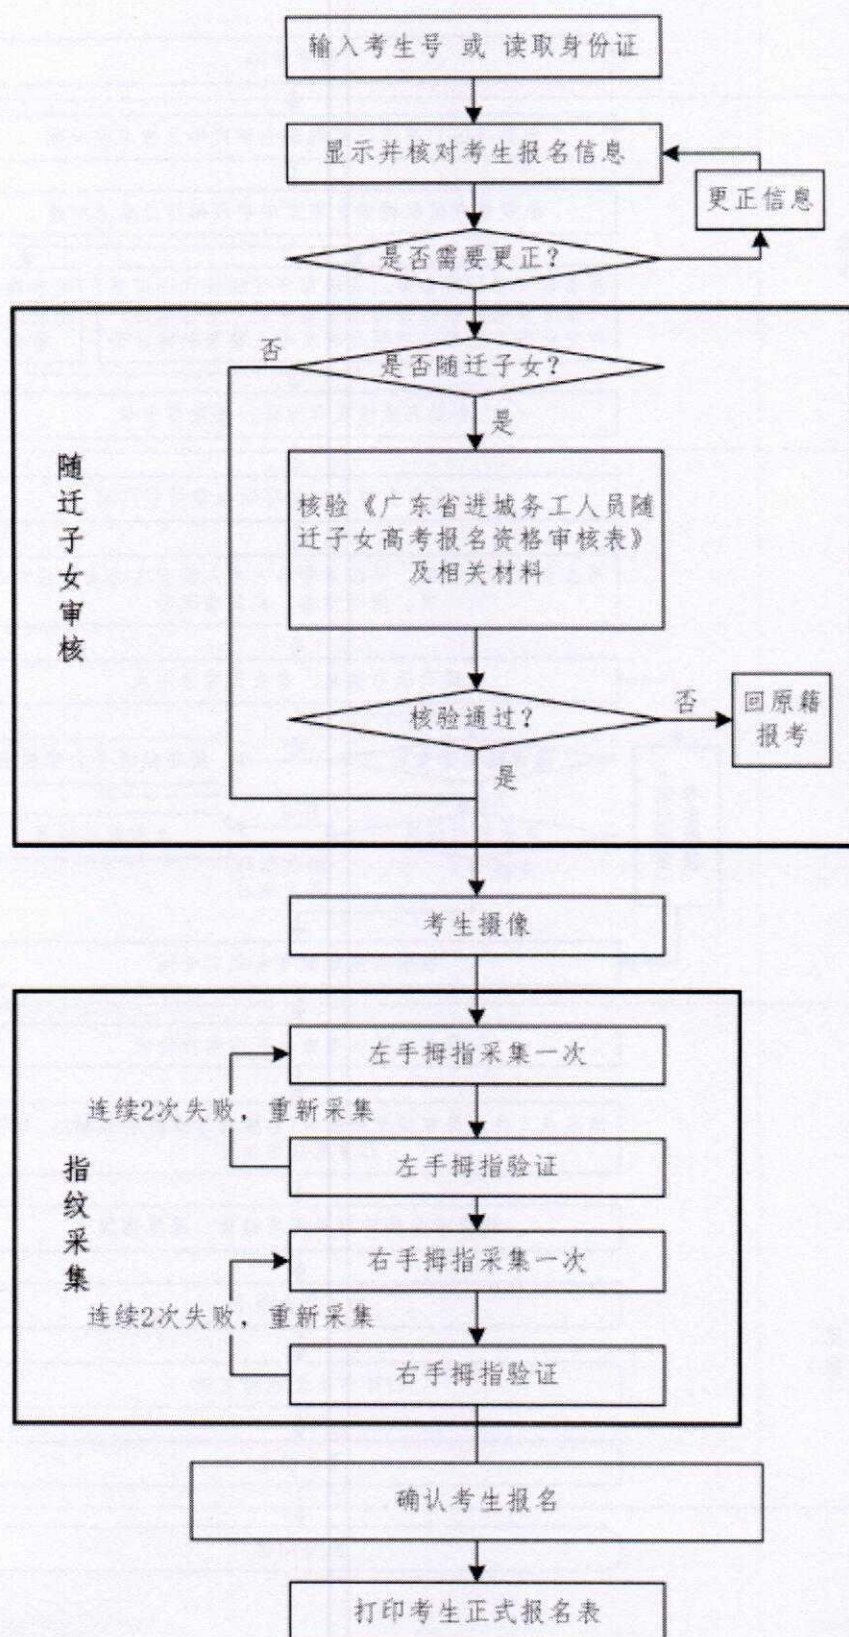 输入考生号 或 读取身份证
显示并核对考生报名信息
更正信息
是否需要更正?
否
是否随迁子女?
是
随迁子女审核
核验《广东省进城务工人员随
迁子女高考报名资格审核表》
及相关材料
核验通过?
否
回原籍
报考
是
考生摄像
左手拇指采集一次
连续2次失败，重新采集
左手拇指验证
指纹采集
右手拇指采集一次
连续2次失败，重新采集
右手拇指验证
确认考生报名
打印考生正式报名表